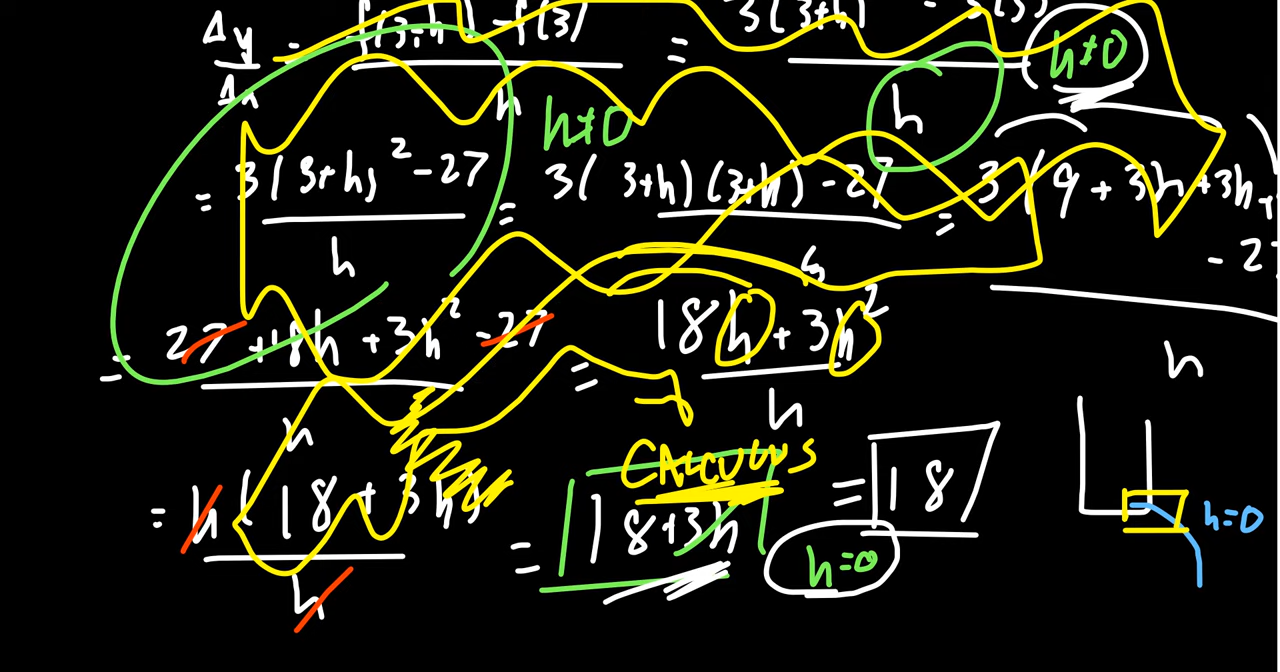 Δy/Δx = f(3+h) - f(3) / h = 3(3+h) - 3(3) / h h≠0
h≠0
= 3(3+h)² - 27 / h = 3(3+h)(3+h) - 27 / h = 3(9 + 3h + 3h +
- 27
h
= 27 + 18h + 3h² - 27 / h = 18h + 3h² / h
CALCULUS
= h(18 + 3h) / h = 18 + 3h = 18
h=0
h=0